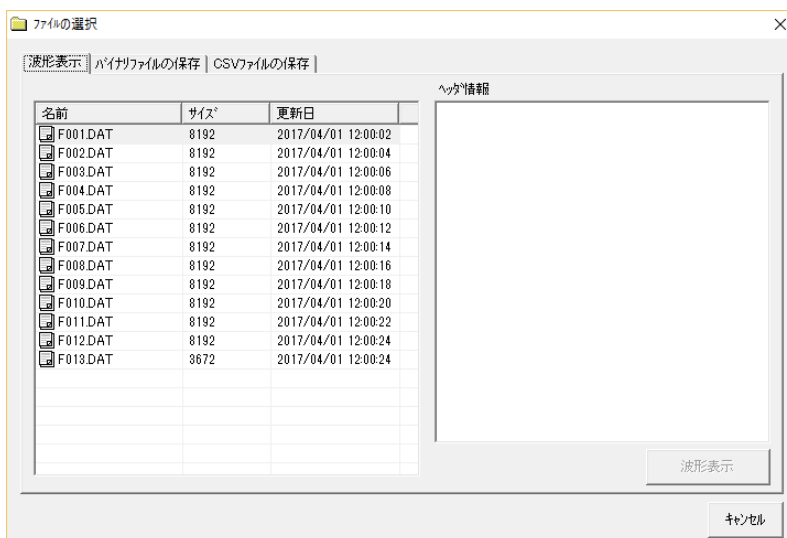 ﾌｧｲﾙの選択
波形表示 ﾊﾞｲﾅﾘﾌｧｲﾙの保存 CSVﾌｧｲﾙの保存
ﾍｯﾀﾞ情報
名前 ｻｲｽﾞ 更新日
F001.DAT 8192 2017/04/01 12:00:02
F002.DAT 8192 2017/04/01 12:00:04
F003.DAT 8192 2017/04/01 12:00:06
F004.DAT 8192 2017/04/01 12:00:08
F005.DAT 8192 2017/04/01 12:00:10
F006.DAT 8192 2017/04/01 12:00:12
F007.DAT 8192 2017/04/01 12:00:14
F008.DAT 8192 2017/04/01 12:00:16
F009.DAT 8192 2017/04/01 12:00:18
F010.DAT 8192 2017/04/01 12:00:20
F011.DAT 8192 2017/04/01 12:00:22
F012.DAT 8192 2017/04/01 12:00:24
F013.DAT 3672 2017/04/01 12:00:24
波形表示
ｷｬﾝｾﾙ